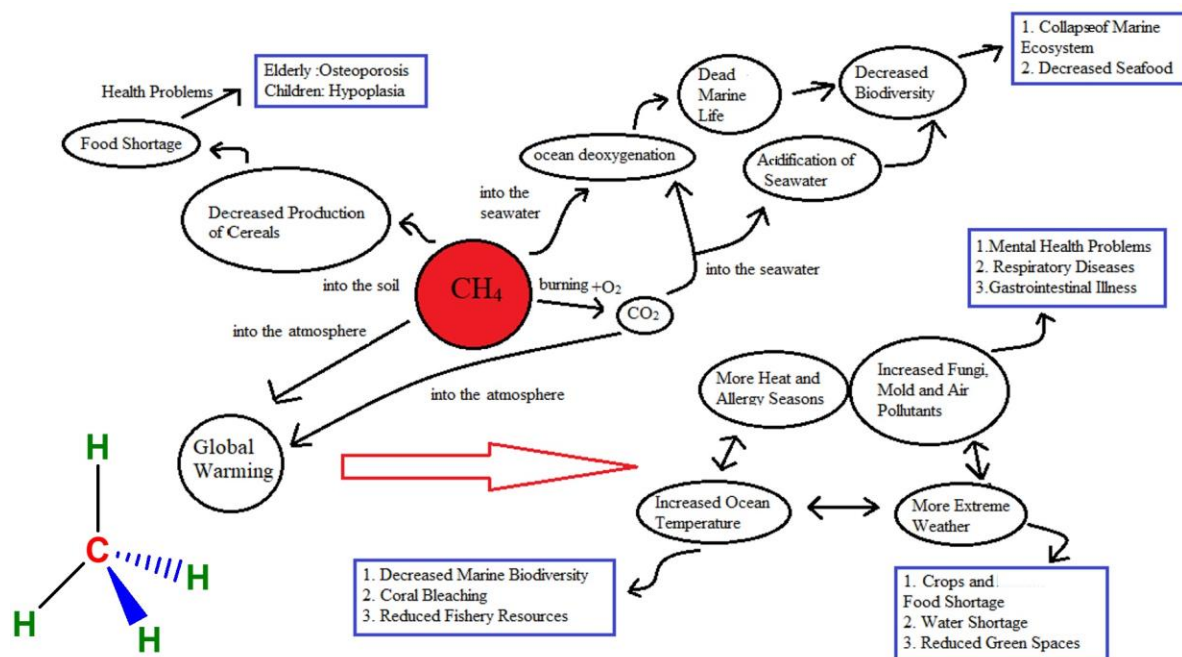 Health Problems
Elderly :Osteoporosis
Children: Hypoplasia
Food Shortage
Decreased Production
of Cereals
into the soil
into the
seawater
ocean deoxygenation
Dead
Marine
Life
Decreased
Biodiversity
1. Collapseof Marine
Ecosystem
2. Decreased Seafood
Acidification of
Seawater
into the seawater
CH₄
burning +O₂
CO₂
into the atmosphere
into the atmosphere
Global
Warming
1.Mental Health Problems
2. Respiratory Diseases
3.Gastrointestinal Illness
More Heat and
Allergy Seasons
Increased Fungi,
Mold and Air
Pollutants
Increased Ocean
Temperature
More Extreme
Weather
1. Decreased Marine Biodiversity
2. Coral Bleaching
3. Reduced Fishery Resources
1. Crops and
Food Shortage
2. Water Shortage
3. Reduced Green Spaces
H
C
H
H
H